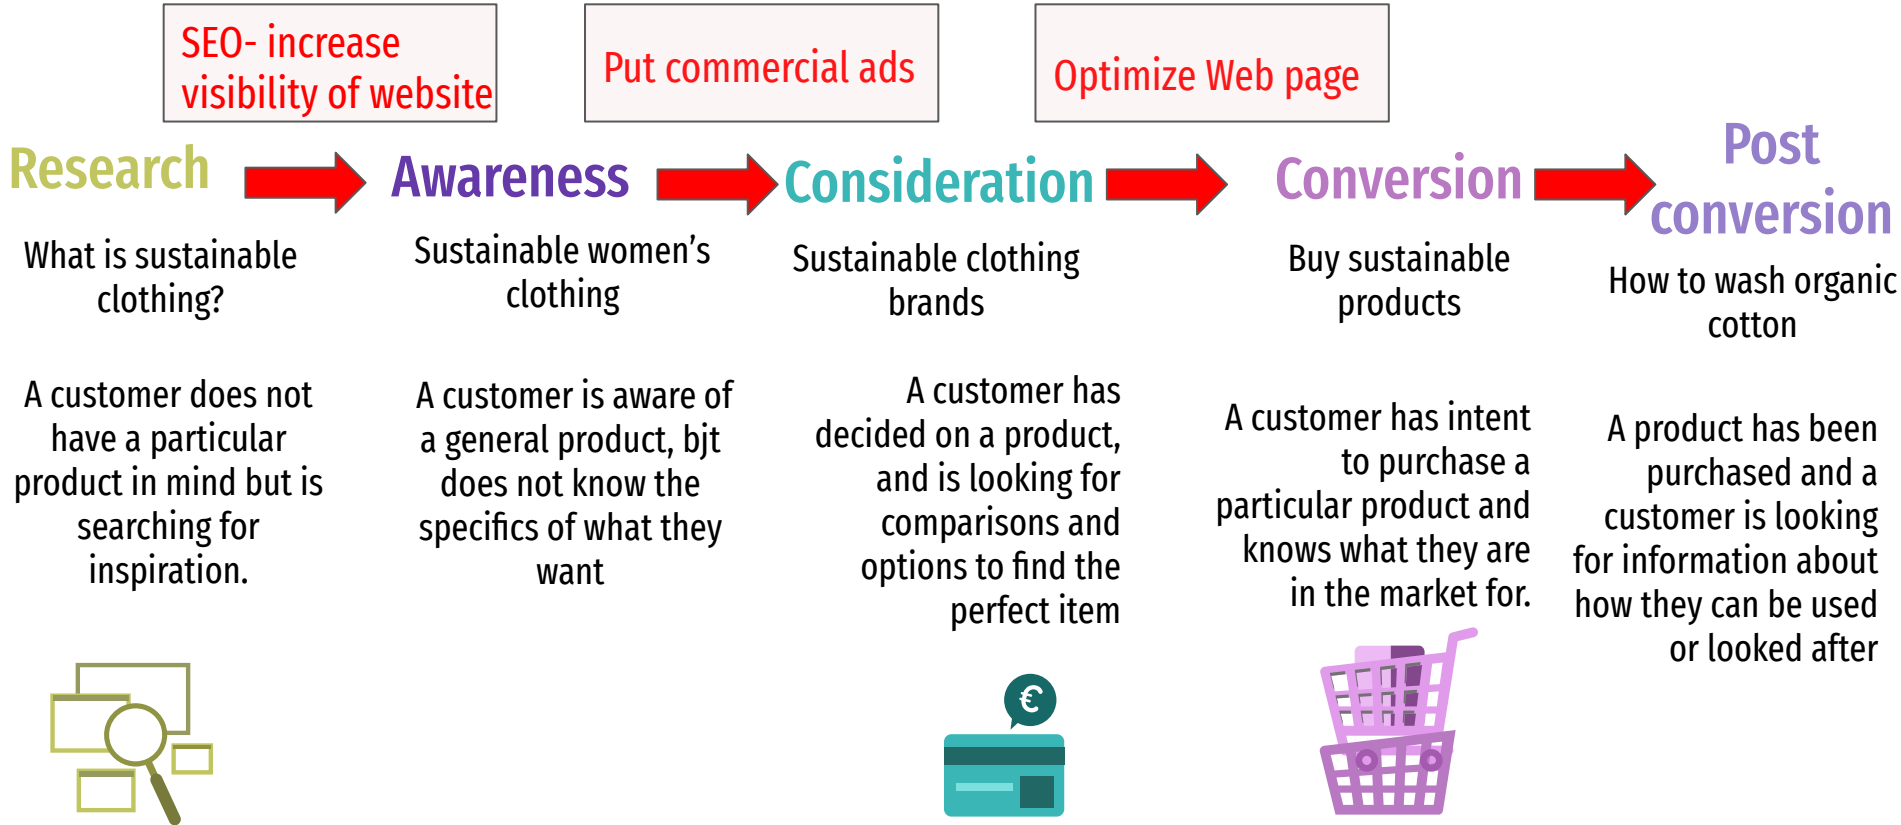 SEO- increase
visibility of website
Put commercial ads
Optimize Web page
Research
Awareness
Consideration
Conversion
Post
conversion
What is sustainable
clothing?
Sustainable women’s
clothing
Sustainable clothing
brands
Buy sustainable
products
How to wash organic
cotton
A customer does not
have a particular
product in mind but is
searching for
inspiration.
A customer is aware of
a general product, bjt
does not know the
specifics of what they
want
A customer has
decided on a product,
and is looking for
comparisons and
options to find the
perfect item
A customer has intent
to purchase a
particular product and
knows what they are
in the market for.
A product has been
purchased and a
customer is looking
for information about
how they can be used
or looked after
€